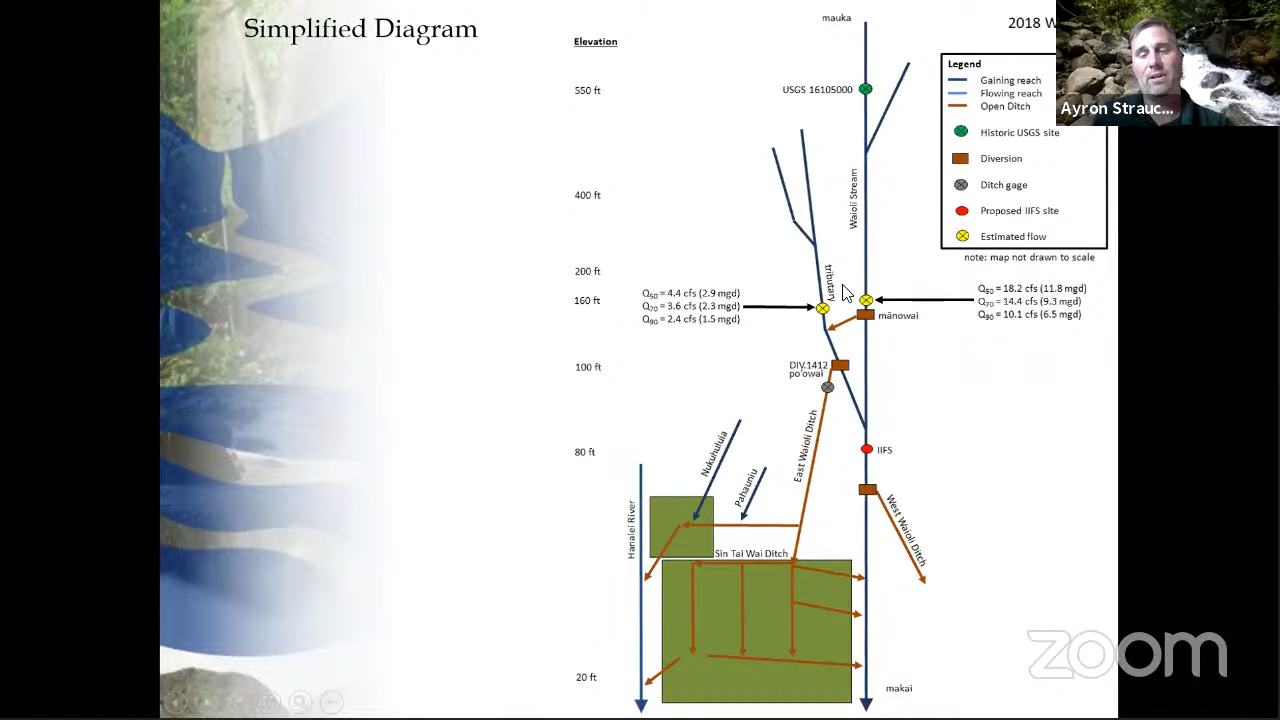 Simplified Diagram
mauka
2018 W
Elevation
Legend
Gaining reach
Flowing reach
Open Ditch
Historic USGS site
Diversion
Ditch gage
Proposed IIFS site
Estimated flow
note: map not drawn to scale
Ayron Strauc...
550 ft
USGS 16105000
400 ft
Waioli Stream
200 ft
tributary
160 ft
Q50 = 4.4 cfs (2.9 mgd)
Q70 = 3.6 cfs (2.3 mgd)
Q90 = 2.4 cfs (1.5 mgd)
Q50 = 18.2 cfs (11.8 mgd)
Q70 = 14.4 cfs (9.3 mgd)
Q90 = 10.1 cfs (6.5 mgd)
mānowai
100 ft
DIV.1412
po'owai
East Waioli Ditch
80 ft
IIFS
Nukuhuluia
Pahauniu
Hanalei River
West Waioli Ditch
Sin Tai Wai Ditch
20 ft
makai
zoom